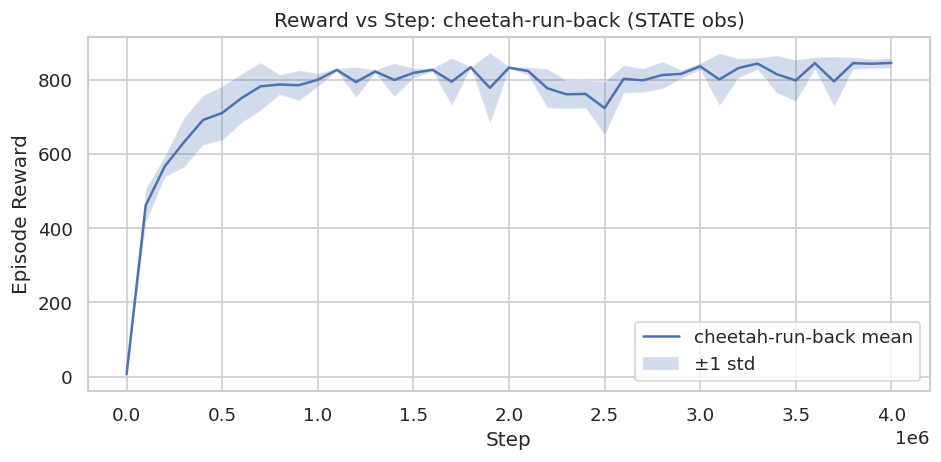 Reward vs Step: cheetah-run-back (STATE obs)
Episode Reward
800
600
400
200
0
cheetah-run-back mean
±1 std
0.0 0.5 1.0 1.5 2.0 2.5 3.0 3.5 4.0
1e6
Step